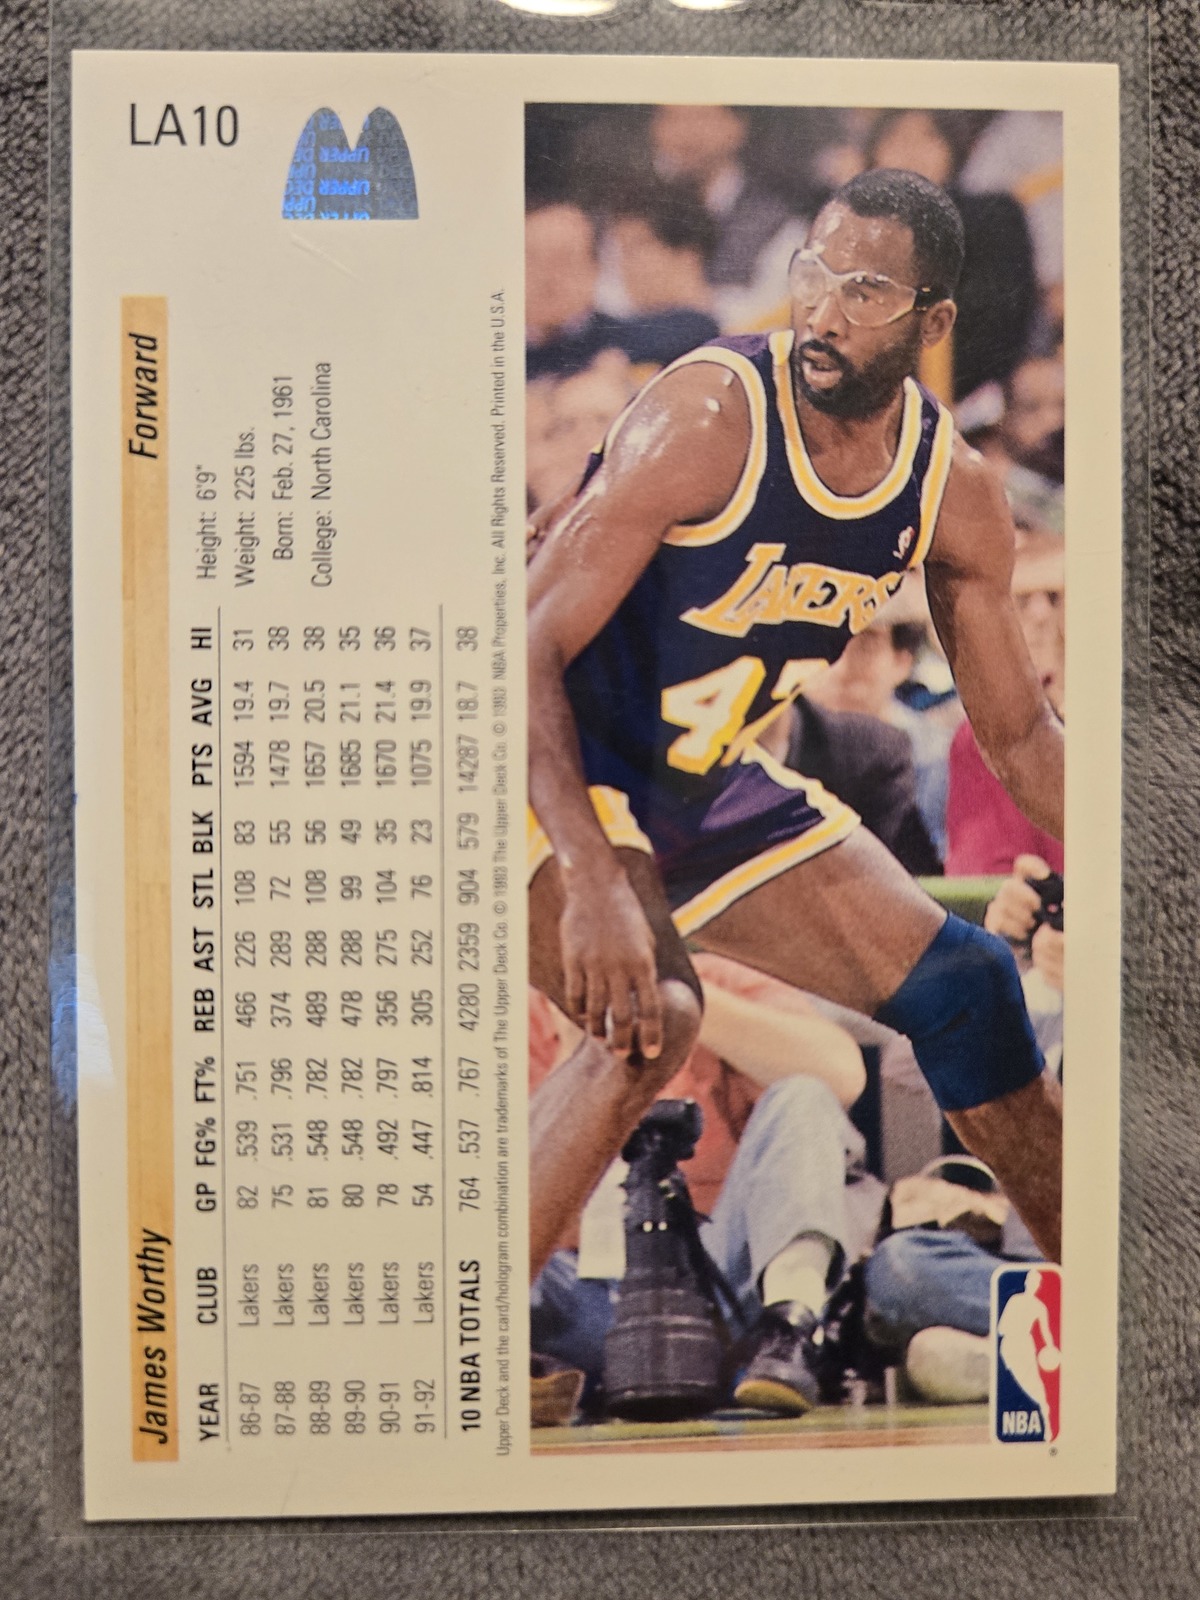 LA10
UPPER DECK
James Worthy Forward
YEAR CLUB GP FG% FT% REB AST STL BLK PTS AVG HI
86-87 Lakers 82 .539 .751 466 226 108 83 1594 19.4 31
87-88 Lakers 75 .531 .796 374 289 72 55 1478 19.7 38
88-89 Lakers 81 .548 .782 489 288 108 56 1657 20.5 38
89-90 Lakers 80 .548 .782 478 288 99 49 1685 21.1 35
90-91 Lakers 78 .492 .797 356 275 104 35 1670 21.4 36
91-92 Lakers 54 .447 .814 305 252 76 23 1075 19.9 37
10 NBA TOTALS 764 .537 .767 4280 2359 904 579 14287 18.7 38
Height: 6'9"
Weight: 225 lbs.
Born: Feb. 27, 1961
College: North Carolina
Upper Deck and the card/hologram combination are trademarks of The Upper Deck Co. © 1993 The Upper Deck Co. © 1993 NBA Properties, Inc. All Rights Reserved. Printed in the U.S.A.
LAKERS
42
NBA
®